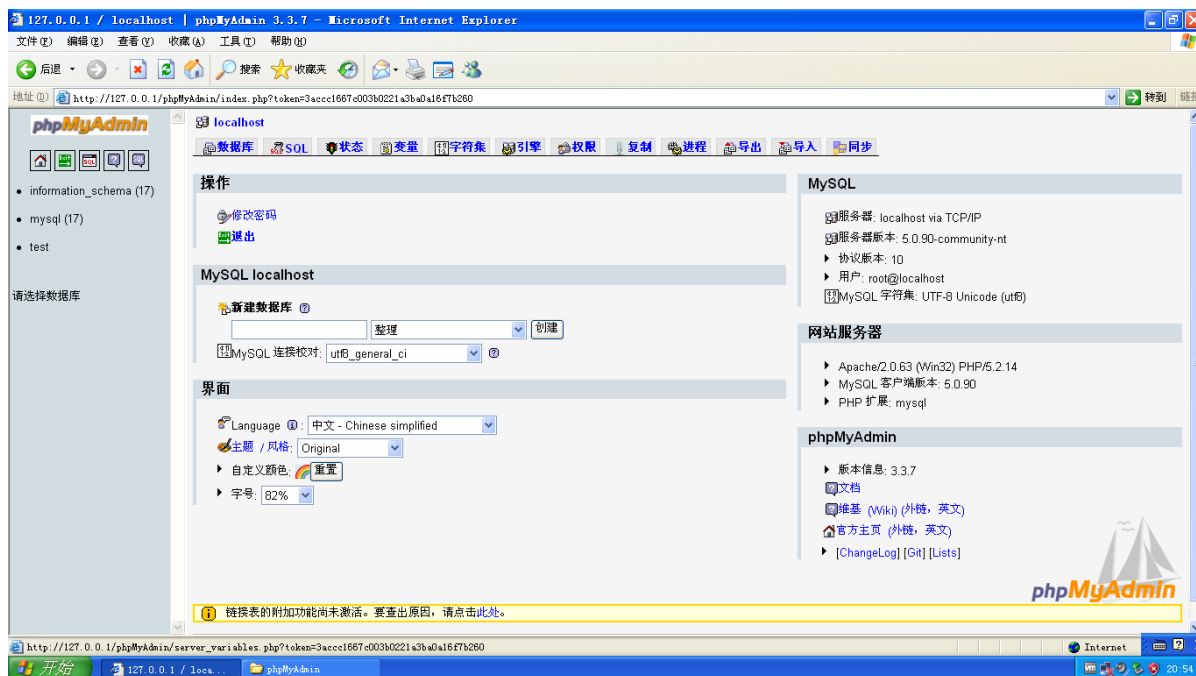 127.0.0.1 / localhost | phpMyAdmin 3.3.7 - Microsoft Internet Explorer
文件(F) 编辑(E) 查看(V) 收藏(A) 工具(T) 帮助(H)
后退 搜索 收藏夹
地址(D) http://127.0.0.1/phpMyAdmin/index.php?token=3accc1667c003b0221a3ba0a16f7b260 转到
phpMyAdmin
information_schema (17)
mysql (17)
test
请选择数据库
localhost
数据库 SQL 状态 变量 字符集 引擎 权限 复制 进程 导出 导入 同步
操作
修改密码
退出
MySQL localhost
新建数据库
整理 创建
MySQL 连接校对: utf8_general_ci
界面
Language : 中文 - Chinese simplified
主题 / 风格: Original
自定义颜色: 重置
字号: 82%
MySQL
服务器: localhost via TCP/IP
服务器版本: 5.0.90-community-nt
协议版本: 10
用户: root@localhost
MySQL 字符集: UTF-8 Unicode (utf8)
网站服务器
Apache/2.0.63 (Win32) PHP/5.2.14
MySQL 客户端版本: 5.0.90
PHP 扩展: mysql
phpMyAdmin
版本信息: 3.3.7
文档
维基 (Wiki) (外链，英文)
官方主页 (外链，英文)
[ChangeLog] [Git] [Lists]
phpMyAdmin
链接表的附加功能尚未激活。要查出原因，请点击此处。
http://127.0.0.1/phpMyAdmin/server_variables.php?token=3accc1667c003b0221a3ba0a16f7b260 Internet
开始 127.0.0.1 / loca... phpMyAdmin 20:54